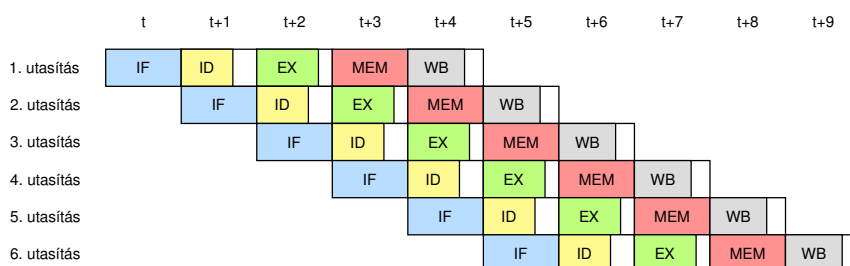 t t+1 t+2 t+3 t+4 t+5 t+6 t+7 t+8 t+9
1. utasítás IF ID EX MEM WB
2. utasítás IF ID EX MEM WB
3. utasítás IF ID EX MEM WB
4. utasítás IF ID EX MEM WB
5. utasítás IF ID EX MEM WB
6. utasítás IF ID EX MEM WB